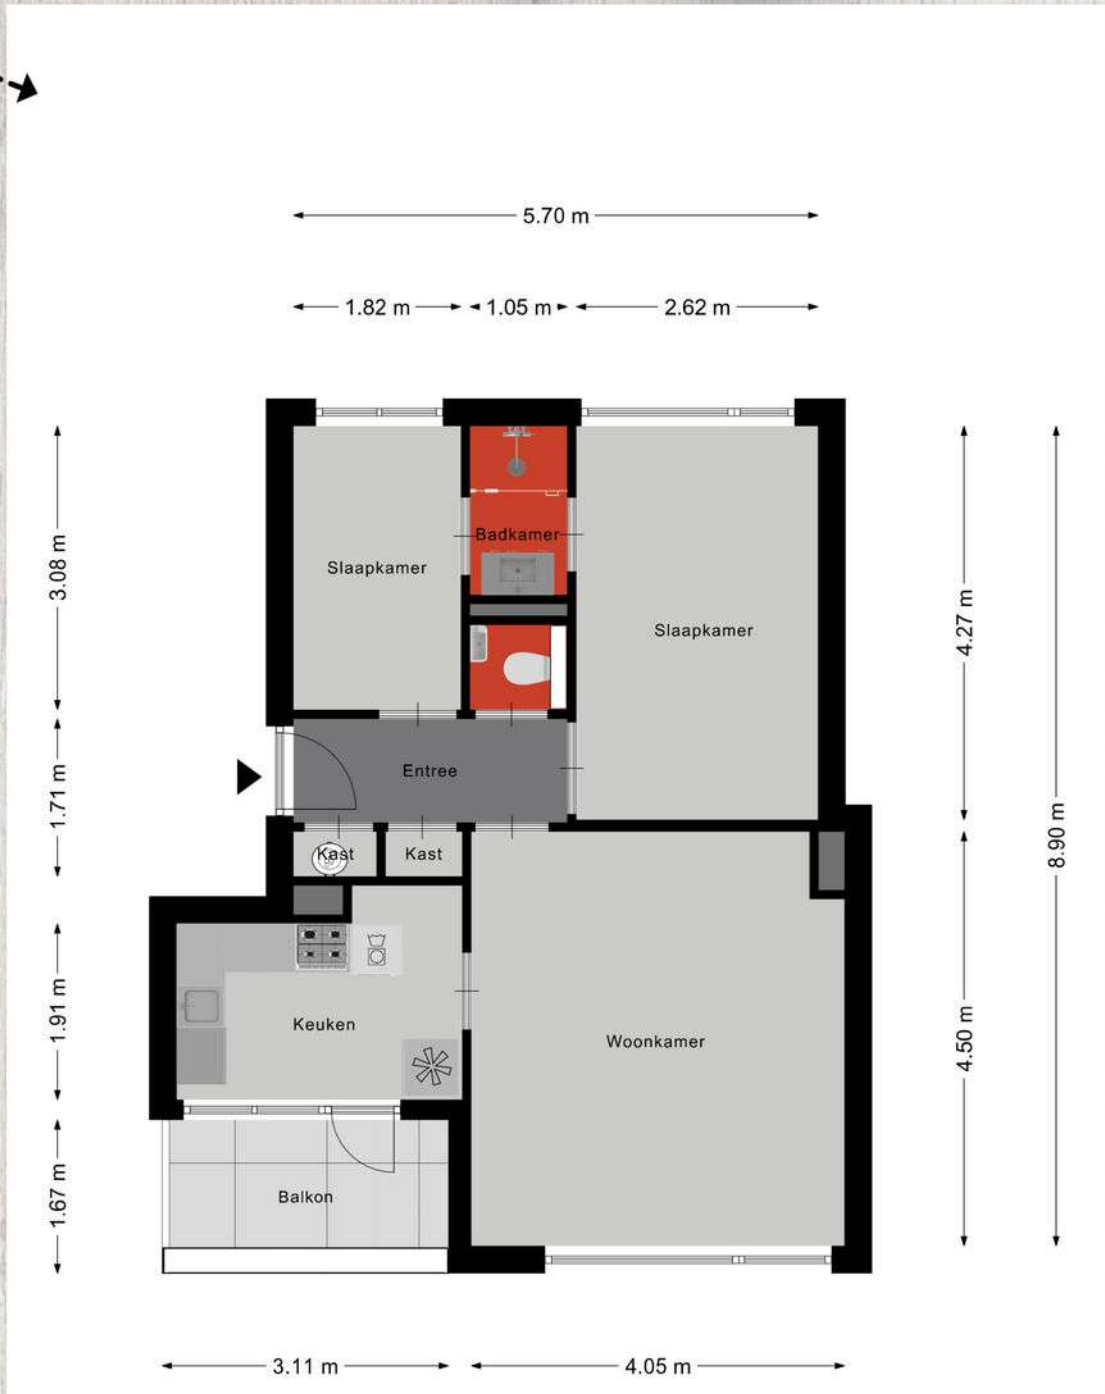 5.70 m
1.82 m
1.05 m
2.62 m
3.08 m
1.71 m
1.91 m
1.67 m
4.27 m
4.50 m
8.90 m
Slaapkamer
Badkamer
Slaapkamer
Entree
Kast
Kast
Keuken
Woonkamer
Balkon
3.11 m
4.05 m